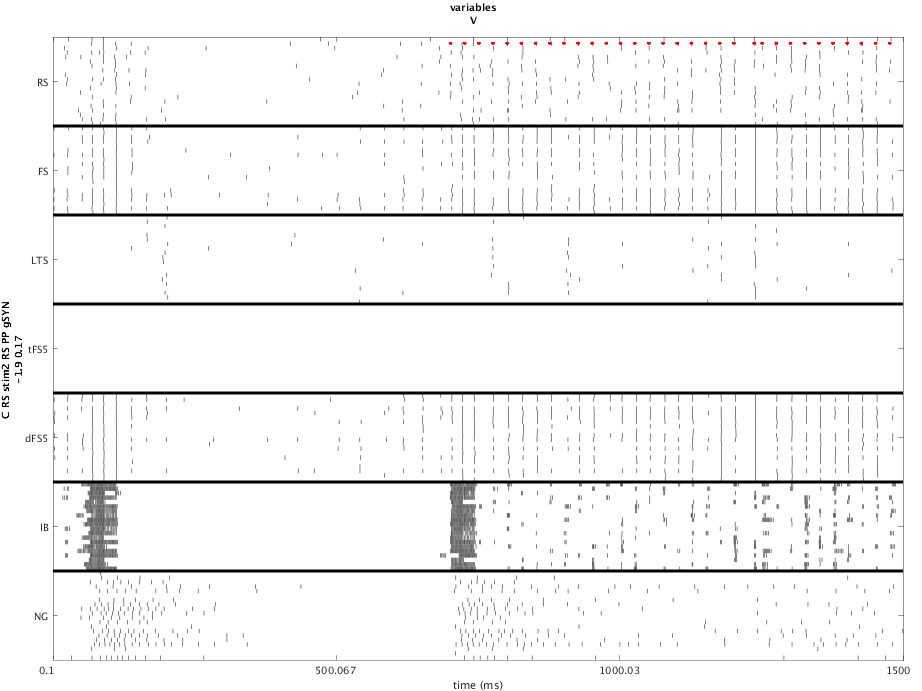 variables
V
RS
FS
LTS
tFS5
dFS5
IB
NG
C RS stim2 RS PP gSYN
-1.9 0.17
0.1
500.067
1000.03
1500
time (ms)